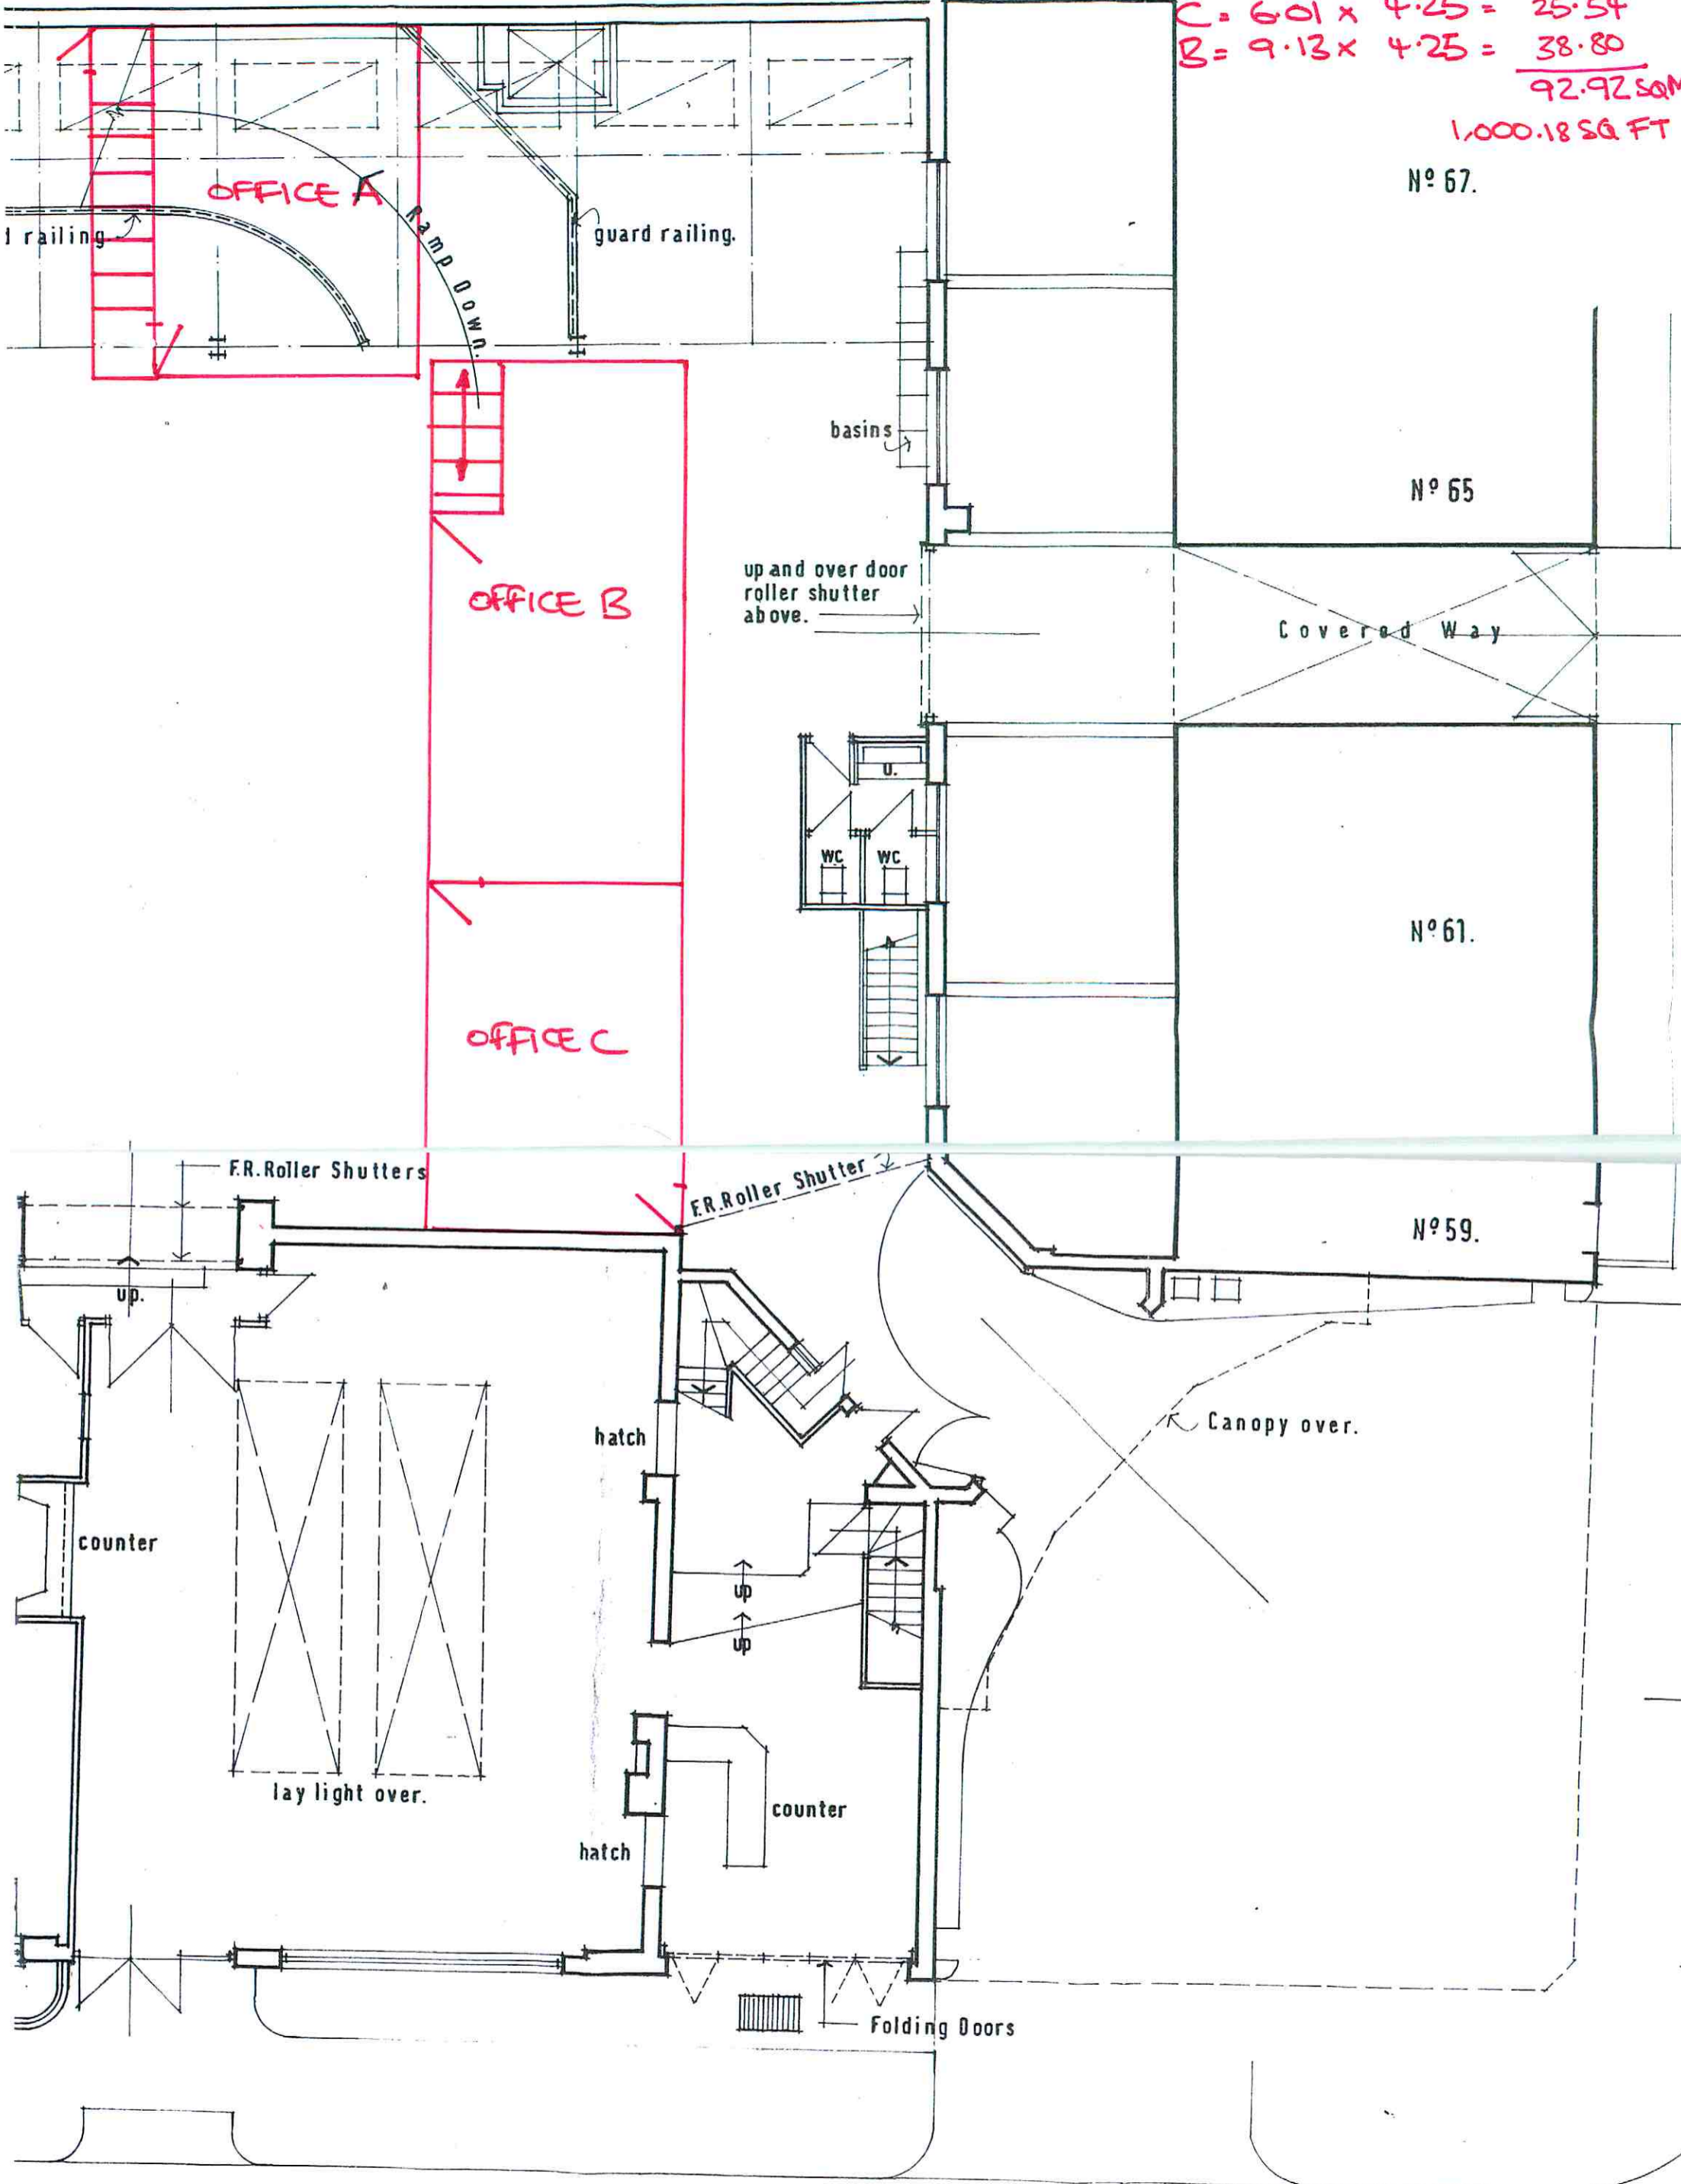 C = 6.01 x 4.25 = 25.54
B = 9.13 x 4.25 = 38.80
92.92 SQM
1,000.18 SQ FT
Nº 67.
OFFICE A
railing
Ramp Down.
guard railing.
basins
Nº 65
up and over door
roller shutter
above.
OFFICE B
Covered Way
U.
WC WC
Nº 61.
OFFICE C
F.R. Roller Shutters
F.R. Roller Shutter
Nº 59.
up.
hatch
Canopy over.
counter
up
up
lay light over.
counter
hatch
Folding Doors